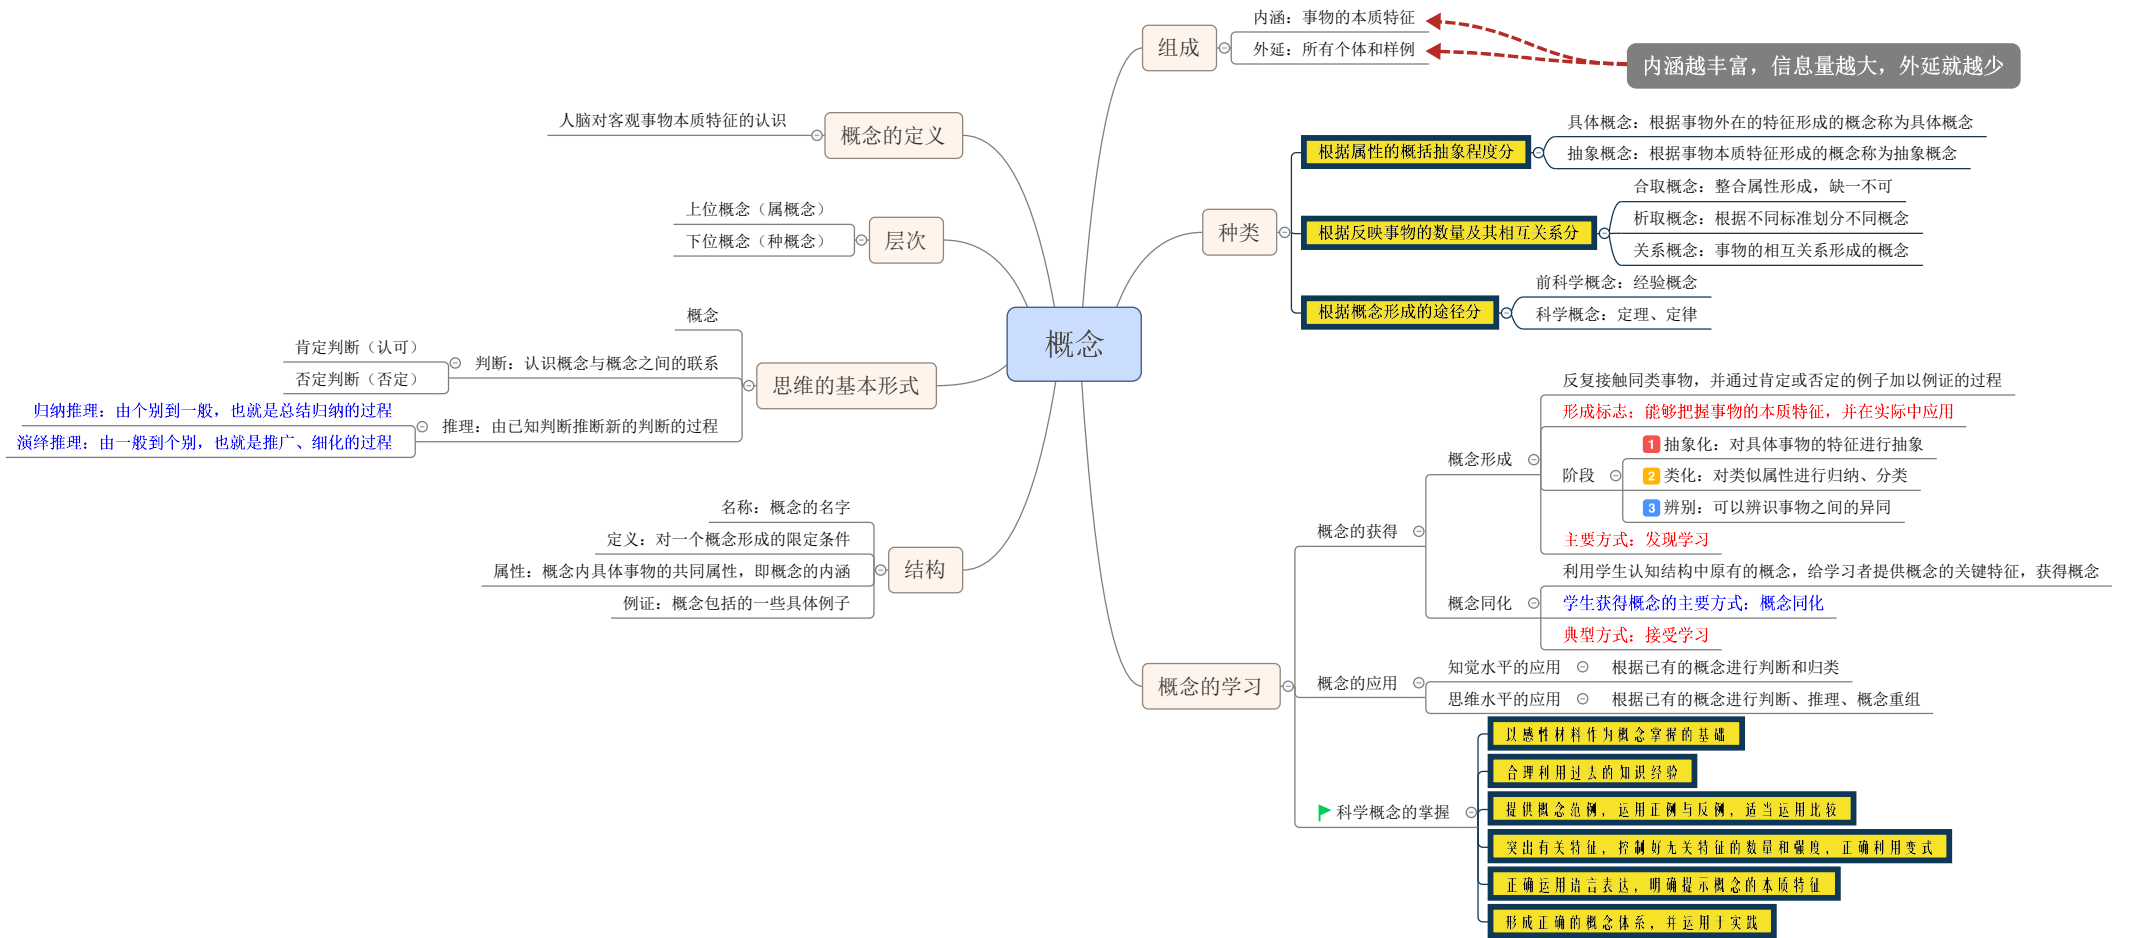 概念
组成
内涵：事物的本质特征
外延：所有个体和样例
内涵越丰富，信息量越大，外延就越少
种类
根据属性的概括抽象程度分
具体概念：根据事物外在的特征形成的概念称为具体概念
抽象概念：根据事物本质特征形成的概念称为抽象概念
根据反映事物的数量及其相互关系分
合取概念：整合属性形成，缺一不可
析取概念：根据不同标准划分不同概念
关系概念：事物的相互关系形成的概念
根据概念形成的途径分
前科学概念：经验概念
科学概念：定理、定律
概念的学习
概念的获得
概念形成
反复接触同类事物，并通过肯定或否定的例子加以例证的过程
形成标志：能够把握事物的本质特征，并在实际中应用
阶段
1 抽象化：对具体事物的特征进行抽象
2 类化：对类似属性进行归纳、分类
3 辨别：可以辨识事物之间的异同
主要方式：发现学习
概念同化
利用学生认知结构中原有的概念，给学习者提供概念的关键特征，获得概念
学生获得概念的主要方式：概念同化
典型方式：接受学习
概念的应用
知觉水平的应用
根据已有的概念进行判断和归类
思维水平的应用
根据已有的概念进行判断、推理、概念重组
科学概念的掌握
以感性材料作为概念掌握的基础
合理利用过去的知识经验
提供概念范例，运用正例与反例，适当运用比较
突出有关特征，控制好无关特征的数量和强度，正确利用变式
正确运用语言表达，明确提示概念的本质特征
形成正确的概念体系，并运用于实践
概念的定义
人脑对客观事物本质特征的认识
层次
上位概念（属概念）
下位概念（种概念）
思维的基本形式
概念
判断：认识概念与概念之间的联系
肯定判断（认可）
否定判断（否定）
推理：由已知判断推断新的判断的过程
归纳推理：由个别到一般，也就是总结归纳的过程
演绎推理：由一般到个别，也就是推广、细化的过程
结构
名称：概念的名字
定义：对一个概念形成的限定条件
属性：概念内具体事物的共同属性，即概念的内涵
例证：概念包括的一些具体例子